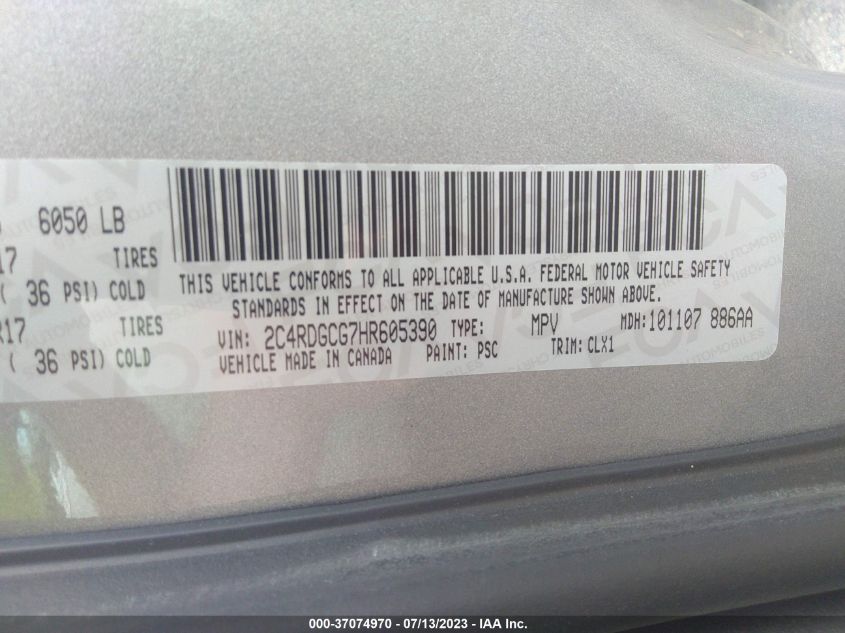 6050 LB
17 TIRES
( 36 PSI) COLD
R17 TIRES
( 36 PSI) COLD
THIS VEHICLE CONFORMS TO ALL APPLICABLE U.S.A. FEDERAL MOTOR VEHICLE SAFETY
STANDARDS IN EFFECT ON THE DATE OF MANUFACTURE SHOWN ABOVE.
VIN: 2C4RDGCG7HR605390 TYPE: MPV MDH:101107 886AA
VEHICLE MADE IN CANADA PAINT: PSC TRIM: CLX1
000-37074970 / 07/13/2023 - IAA Inc.